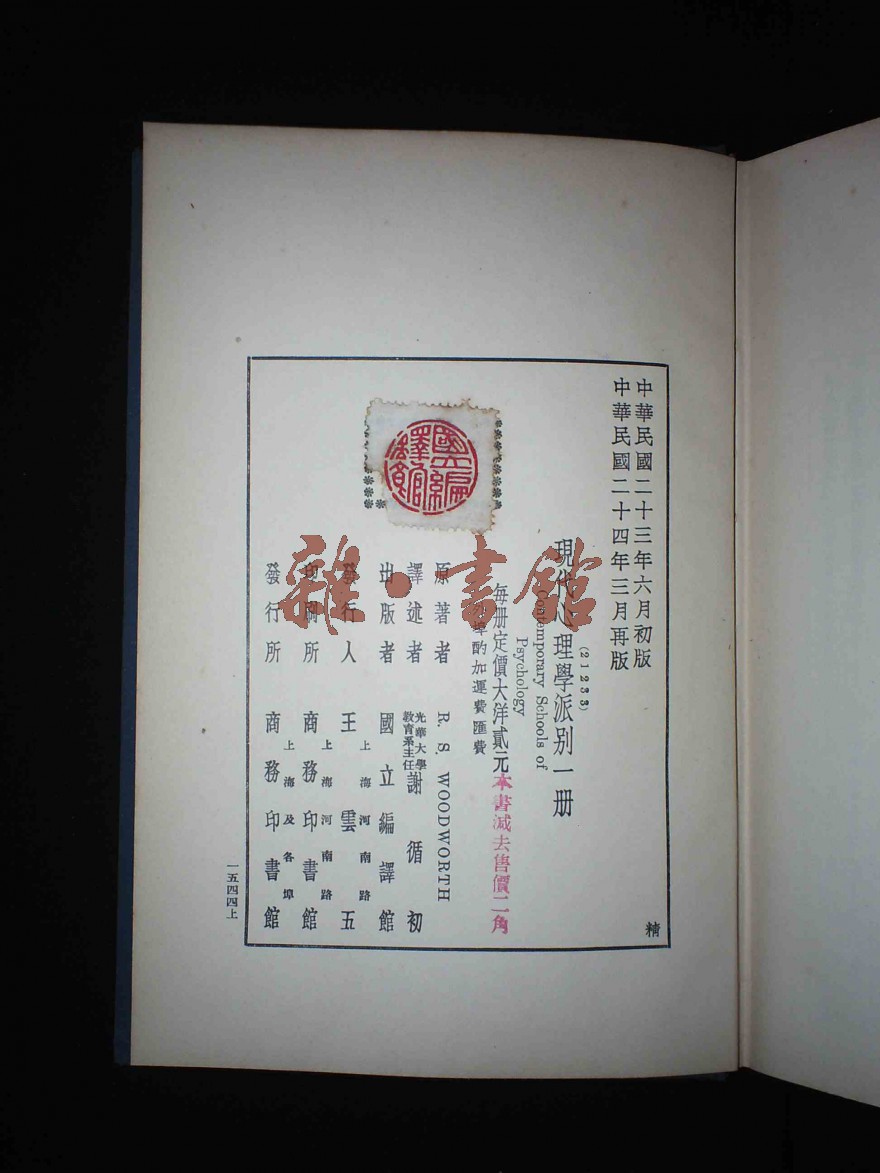 中華民國二十三年六月初版
中華民國二十四年三月再版
精
(21233)
現代心理學派別一册
Contemporary Schools of
Psychology
每册定價大洋貳元
本書減去售價二角
外埠酌加運費匯費
原著者 R. S. WOODWORTH
譯述者 光華大學教育系主任 謝循初
出版者 國立編譯館
發行人 王雲五
上海河南路
印刷所 商務印書館
上海河南路
發行所 商務印書館
上海及各埠
一五四四上
國立編譯館
雜·書館